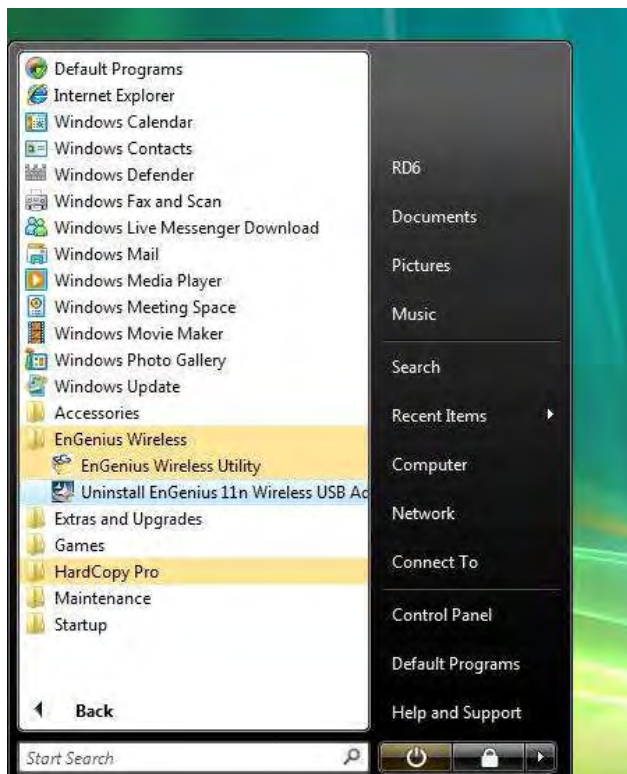 Default Programs
Internet Explorer
Windows Calendar
Windows Contacts
Windows Defender
Windows Fax and Scan
Windows Live Messenger Download
Windows Mail
Windows Media Player
Windows Meeting Space
Windows Movie Maker
Windows Photo Gallery
Windows Update
Accessories
EnGenius Wireless
EnGenius Wireless Utility
Uninstall EnGenius 11n Wireless USB Ad
Extras and Upgrades
Games
HardCopy Pro
Maintenance
Startup
Back
Start Search
RD6
Documents
Pictures
Music
Search
Recent Items
Computer
Network
Connect To
Control Panel
Default Programs
Help and Support